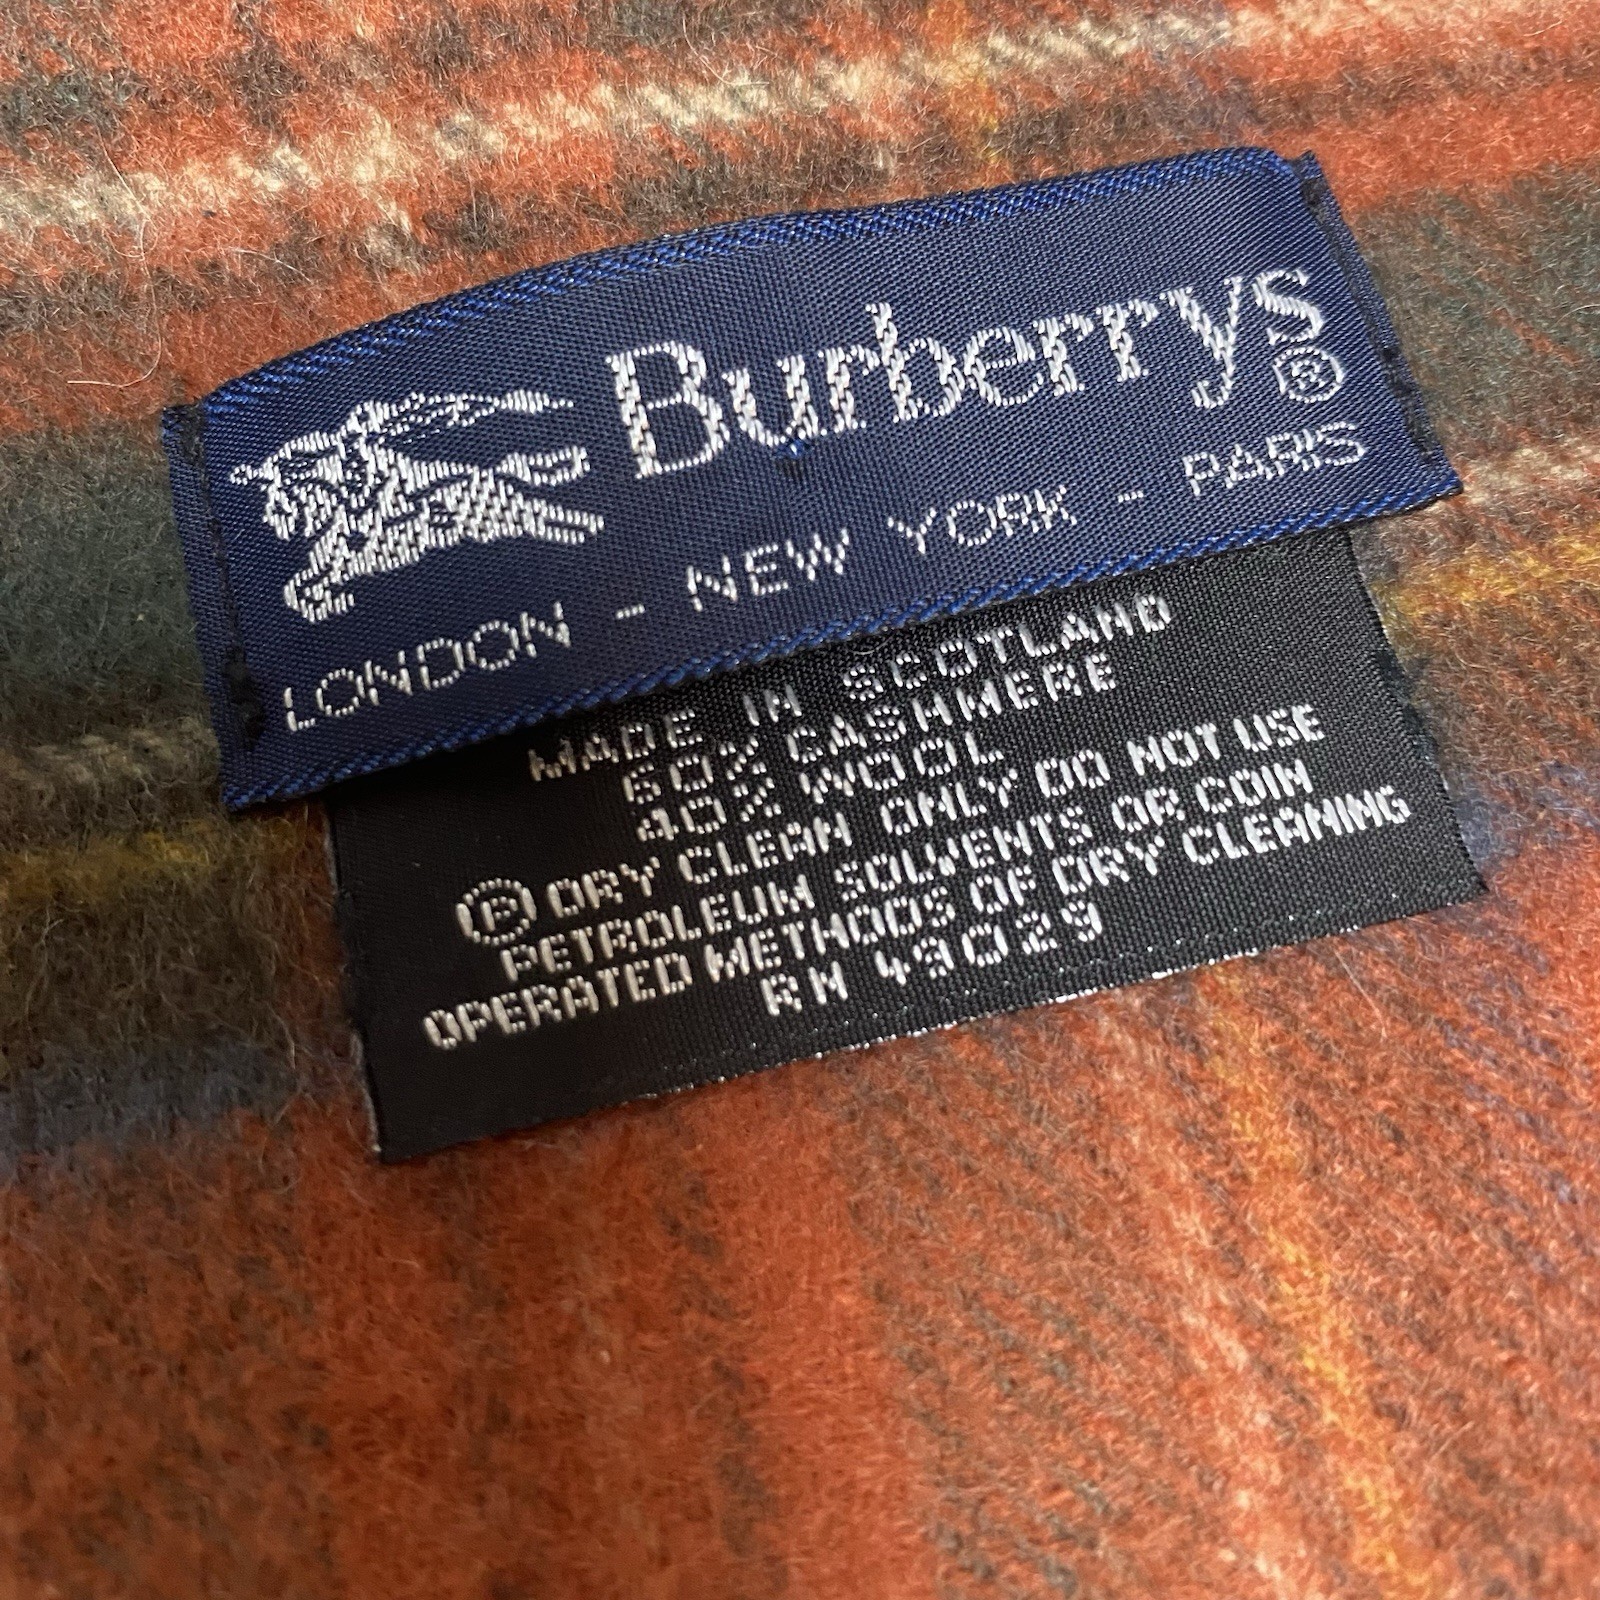 Burberrys®
LONDON - NEW YORK - PARIS
MADE IN SCOTLAND
60% CASHMERE
40% WOOL
Ⓟ DRY CLEAN ONLY DO NOT USE
PETROLEUM SOLVENTS OR COIN
OPERATED METHODS OF DRY CLEANING
RN 49029